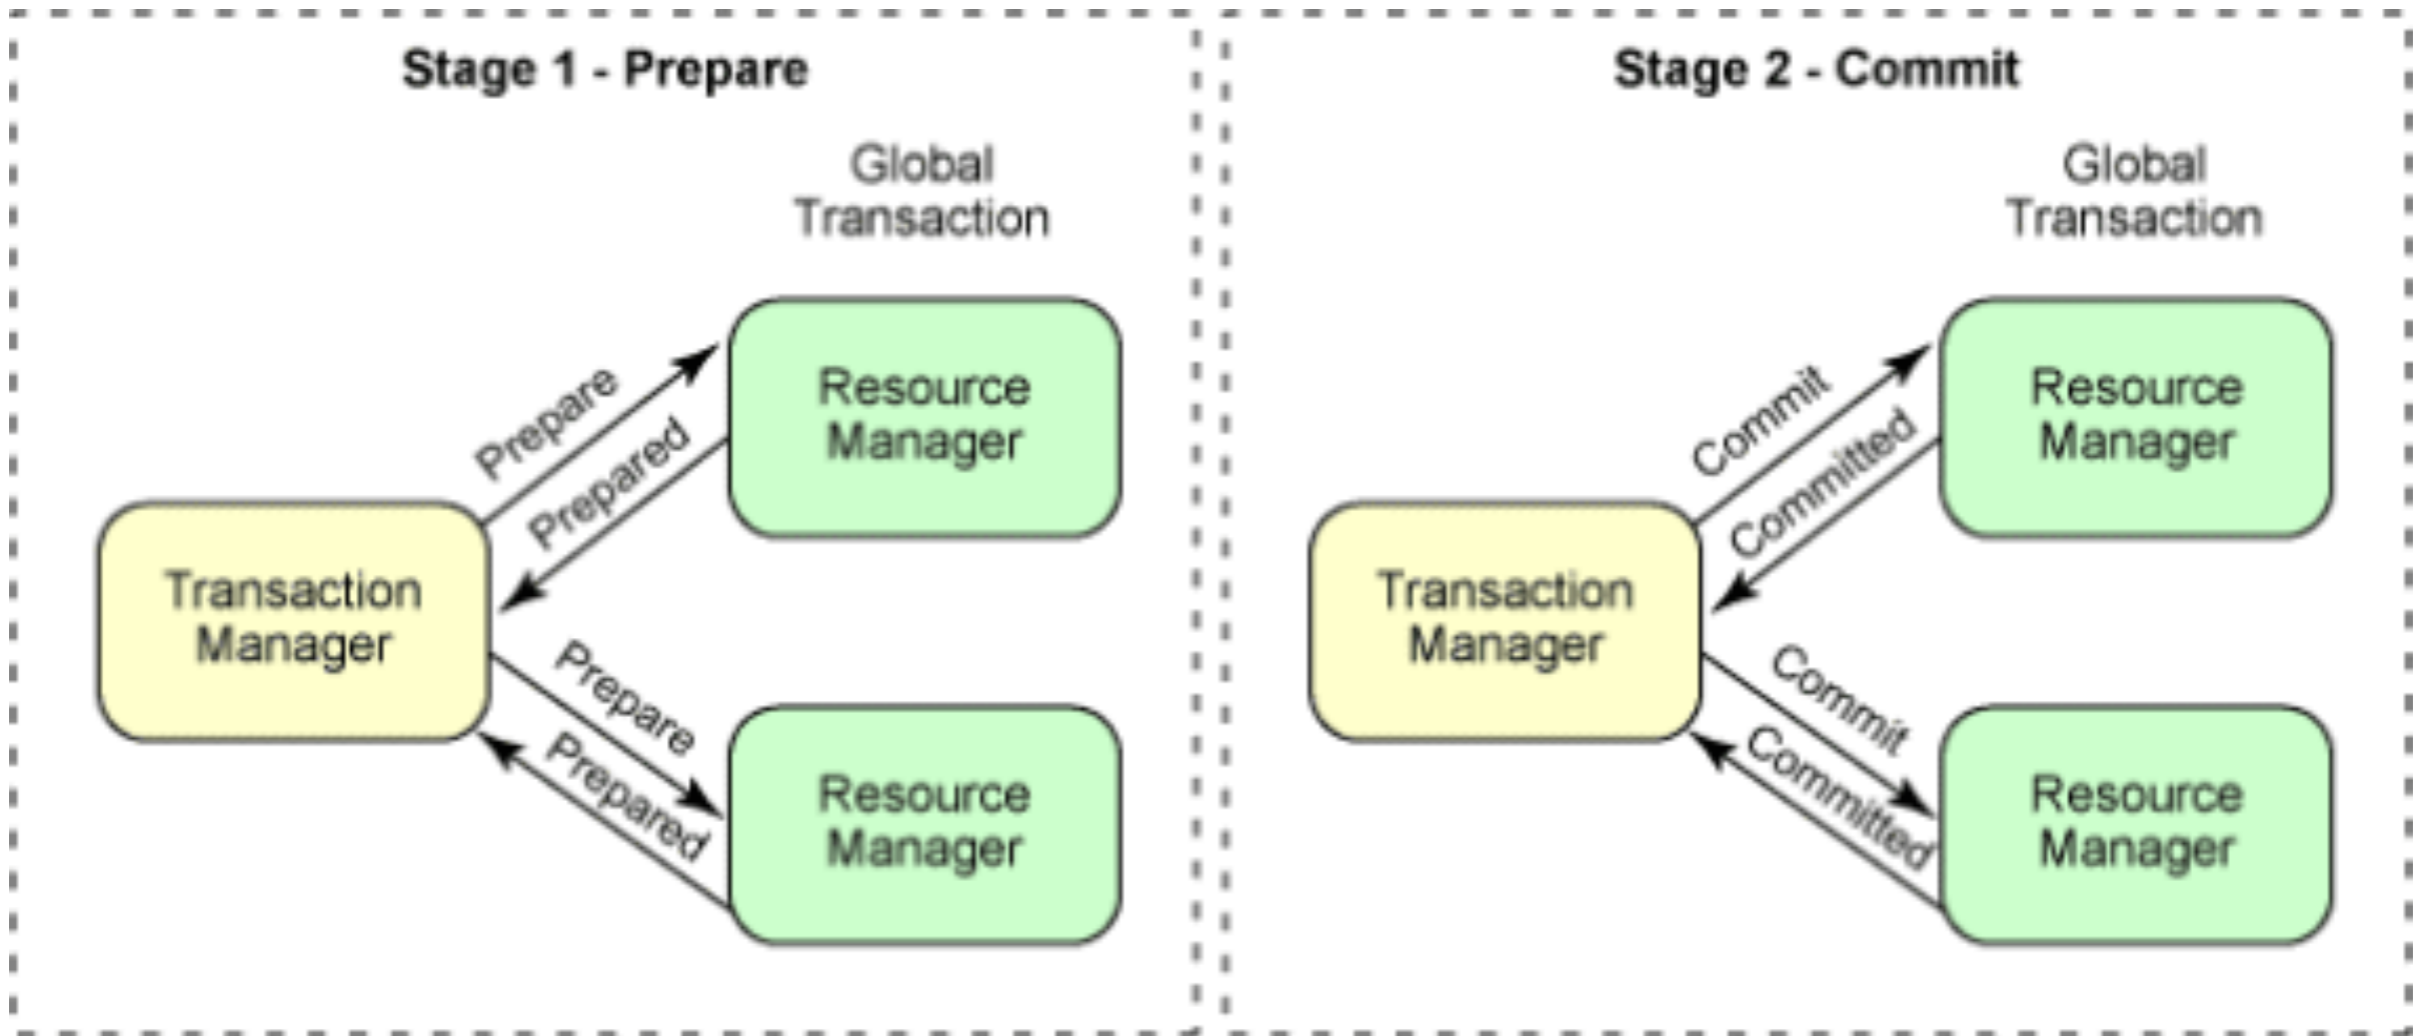 Stage 1 - Prepare
Global
Transaction
Resource
Manager
Prepare
Prepared
Transaction
Manager
Prepare
Prepared
Resource
Manager
Stage 2 - Commit
Global
Transaction
Resource
Manager
Commit
Committed
Transaction
Manager
Commit
Committed
Resource
Manager